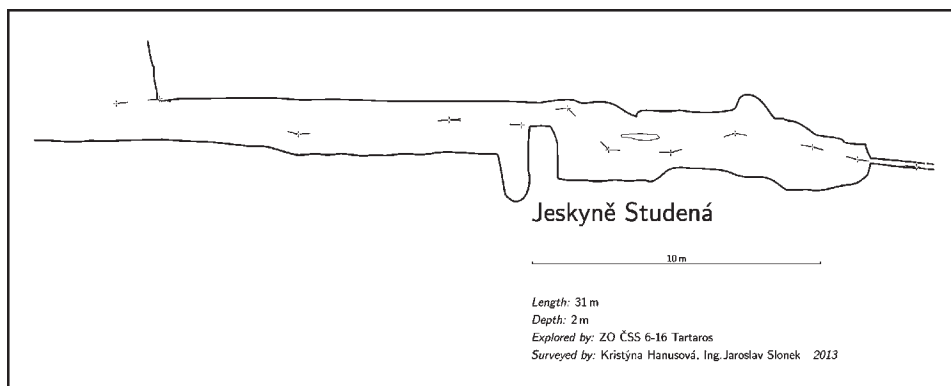 Jeskyně Studená
10 m
Length: 31 m
Depth: 2 m
Explored by: ZO ČSS 6-16 Tartaros
Surveyed by: Kristýna Hanusová, Ing.Jaroslav Slonek 2013